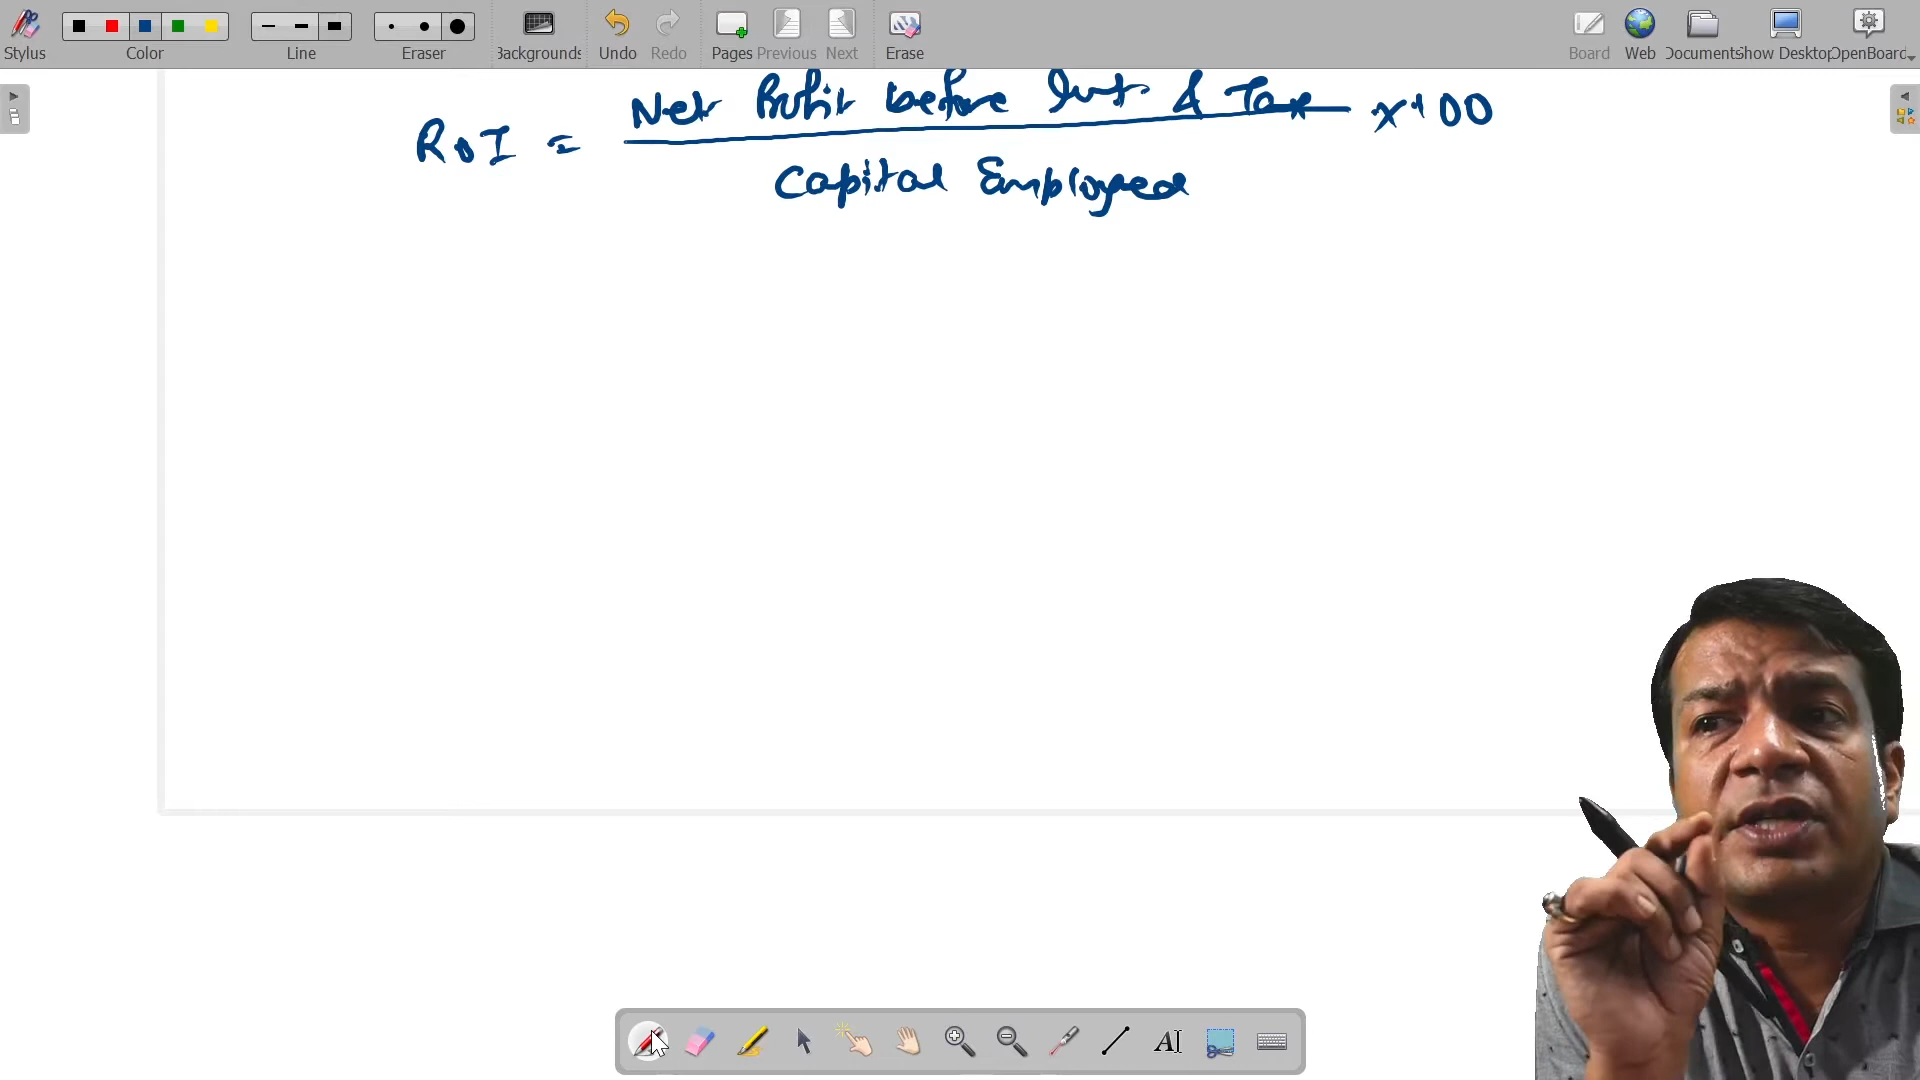 Stylus
Color
Line
Eraser
Backgrounds
Undo
Redo
Pages
Previous
Next
Erase
Board
Web
Documents
Show Desktop
OpenBoard
Net Profit before Int & Tax
ROI = x 100
Capital Employed
AI